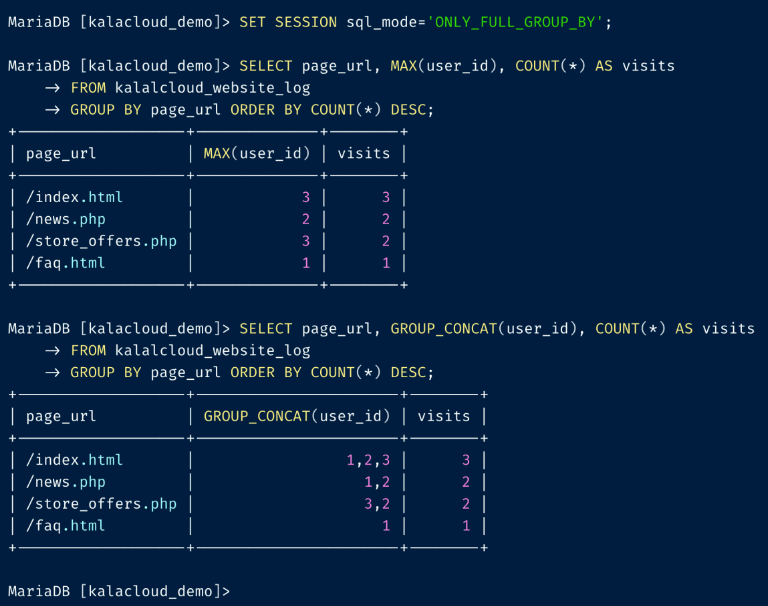 MariaDB [kalacloud_demo]> SET SESSION sql_mode='ONLY_FULL_GROUP_BY';
MariaDB [kalacloud_demo]> SELECT page_url, MAX(user_id), COUNT(*) AS visits
-> FROM kalalcloud_website_log
-> GROUP BY page_url ORDER BY COUNT(*) DESC;
+------------------+--------------+--------+
| page_url | MAX(user_id) | visits |
+------------------+--------------+--------+
| /index.html | 3 | 3 |
| /news.php | 2 | 2 |
| /store_offers.php | 3 | 2 |
| /faq.html | 1 | 1 |
+------------------+--------------+--------+
MariaDB [kalacloud_demo]> SELECT page_url, GROUP_CONCAT(user_id), COUNT(*) AS visits
-> FROM kalalcloud_website_log
-> GROUP BY page_url ORDER BY COUNT(*) DESC;
+------------------+-----------------------+--------+
| page_url | GROUP_CONCAT(user_id) | visits |
+------------------+-----------------------+--------+
| /index.html | 1,2,3 | 3 |
| /news.php | 1,2 | 2 |
| /store_offers.php | 3,2 | 2 |
| /faq.html | 1 | 1 |
+------------------+-----------------------+--------+
MariaDB [kalacloud_demo]>